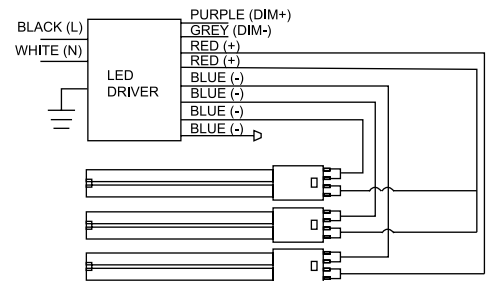 PURPLE (DIM+)
BLACK (L)
GREY (DIM-)
RED (+)
WHITE (N)
RED (+)
BLUE (-)
LED
DRIVER
BLUE (-)
BLUE (-)
BLUE (-)